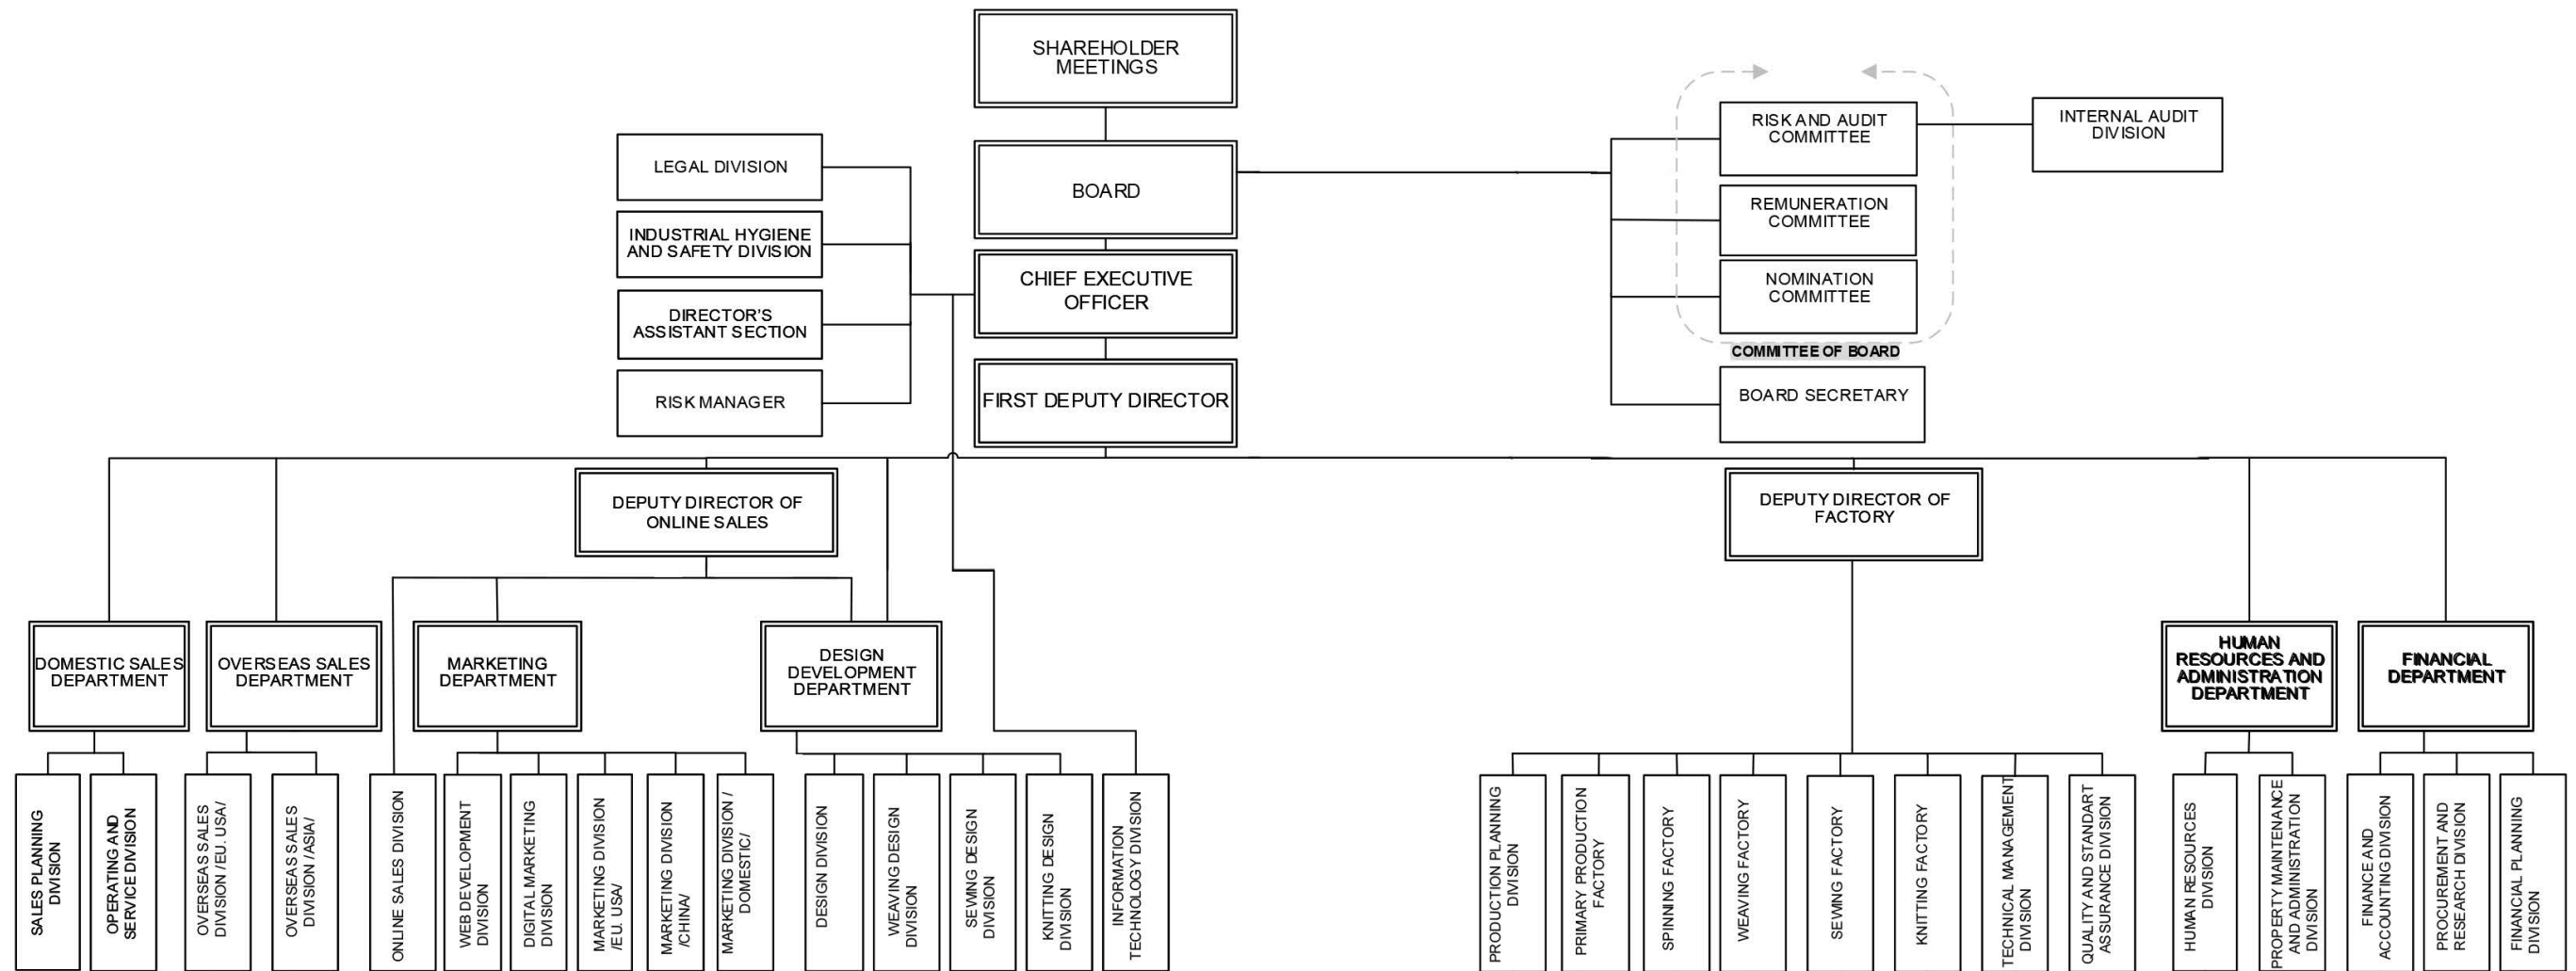 SHAREHOLDER
MEETINGS
RISK AND AUDIT
COMMITTEE
INTERNAL AUDIT
DIVISION
LEGAL DIVISION
BOARD
REMUNERATION
COMMITTEE
INDUSTRIAL HYGIENE
AND SAFETY DIVISION
CHIEF EXECUTIVE
OFFICER
NOMINATION
COMMITTEE
DIRECTOR'S
ASSISTANT SECTION
COMMITTEE OF BOARD
RISK MANAGER
FIRST DEPUTY DIRECTOR
BOARD SECRETARY
DEPUTY DIRECTOR OF
ONLINE SALES
DEPUTY DIRECTOR OF
FACTORY
DOMESTIC SALES
DEPARTMENT
OVERSEAS SALES
DEPARTMENT
MARKETING
DEPARTMENT
DESIGN
DEVELOPMENT
DEPARTMENT
HUMAN
RESOURCES AND
ADMINISTRATION
DEPARTMENT
FINANCIAL
DEPARTMENT
SALES PLANNING
DIVISION
OPERATING AND
SERVICE DIVISION
OVERSEAS SALES
DIVISION /EU. USA/
OVERSEAS SALES
DIVISION /ASIA/
ONLINE SALES DIVISION
WEB DEVELOPMENT
DIVISION
DIGITAL MARKETING
DIVISION
MARKETING DIVISION
/EU. USA/
MARKETING DIVISION
/CHINA/
MARKETING DIVISION /
DOMESTIC/
DESIGN DIVISION
WEAVING DESIGN
DIVISION
SEWING DESIGN
DIVISION
KNITTING DESIGN
DIVISION
INFORMATION
TECHNOLOGY DIVISION
PRODUCTION PLANNING
DIVISION
PRIMARY PRODUCTION
FACTORY
SPINNING FACTORY
WEAVING FACTORY
SEWING FACTORY
KNITTING FACTORY
TECHNICAL MANAGEMENT
DIVISION
QUALITY AND STANDART
ASSURANCE DIVISION
HUMAN RESOURCES
DIVISION
PROPERTY MAINTENANCE
AND ADMINISTRATION
DIVISION
FINANCE AND
ACCOUNTING DIVISION
PROCUREMENT AND
RESEARCH DIVISION
FINANCIAL PLANNING
DIVISION